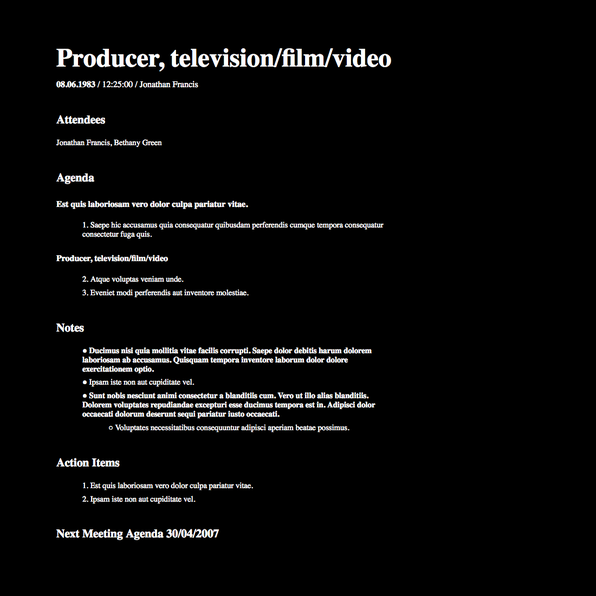 Producer, television/film/video
08.06.1983 / 12:25:00 / Jonathan Francis
Attendees
Jonathan Francis, Bethany Green
Agenda
Est quis laboriosam vero dolor culpa pariatur vitae.
1. Saepe hic accusamus quia consequatur quibusdam perferendis cumque tempora consequatur
consectetur fuga quis.
Producer, television/film/video
2. Atque voluptas veniam unde.
3. Eveniet modi perferendis aut inventore molestiae.
Notes
● Ducimus nisi quia mollitia vitae facilis corrupti. Saepe dolor debitis harum dolorem
laboriosam ab accusamus. Quisquam tempora inventore laborum dolor dolore
exercitationem optio.
● Ipsam iste non aut cupiditate vel.
● Sunt nobis nesciunt animi consectetur a blanditiis cum. Vero ut illo alias blanditiis.
Dolorem voluptates repudiandae excepturi esse ducimus tempora est in. Adipisci dolor
occaecati dolorum deserunt sequi pariatur iusto occaecati.
○ Voluptates necessitatibus consequuntur adipisci aperiam beatae possimus.
Action Items
1. Est quis laboriosam vero dolor culpa pariatur vitae.
2. Ipsam iste non aut cupiditate vel.
Next Meeting Agenda 30/04/2007